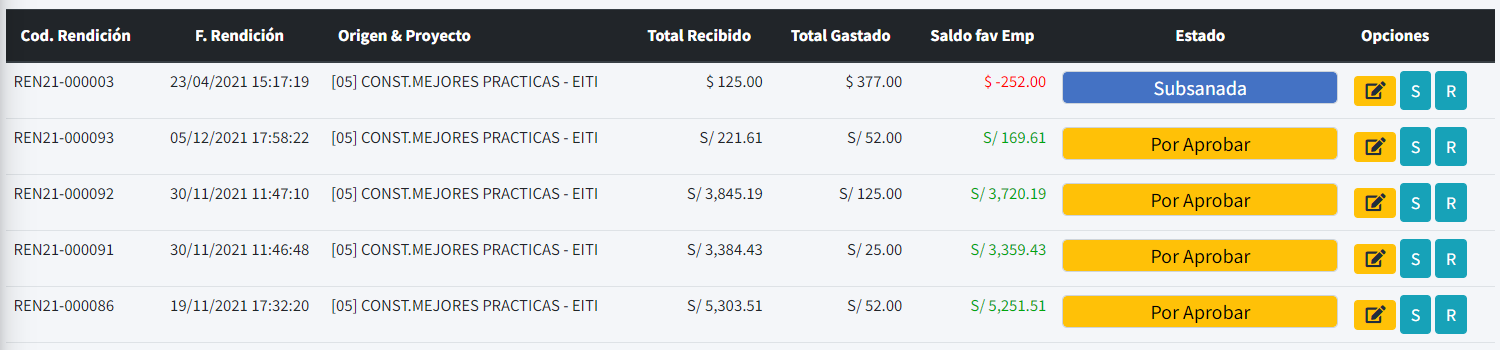 Cod. Rendición F. Rendición Origen & Proyecto Total Recibido Total Gastado Saldo fav Emp Estado Opciones
REN21-000003 23/04/2021 15:17:19 [05] CONST.MEJORES PRACTICAS - EITI $ 125.00 $ 377.00 $ -252.00 Subsanada S R
REN21-000093 05/12/2021 17:58:22 [05] CONST.MEJORES PRACTICAS - EITI S/ 221.61 S/ 52.00 S/ 169.61 Por Aprobar S R
REN21-000092 30/11/2021 11:47:10 [05] CONST.MEJORES PRACTICAS - EITI S/ 3,845.19 S/ 125.00 S/ 3,720.19 Por Aprobar S R
REN21-000091 30/11/2021 11:46:48 [05] CONST.MEJORES PRACTICAS - EITI S/ 3,384.43 S/ 25.00 S/ 3,359.43 Por Aprobar S R
REN21-000086 19/11/2021 17:32:20 [05] CONST.MEJORES PRACTICAS - EITI S/ 5,303.51 S/ 52.00 S/ 5,251.51 Por Aprobar S R